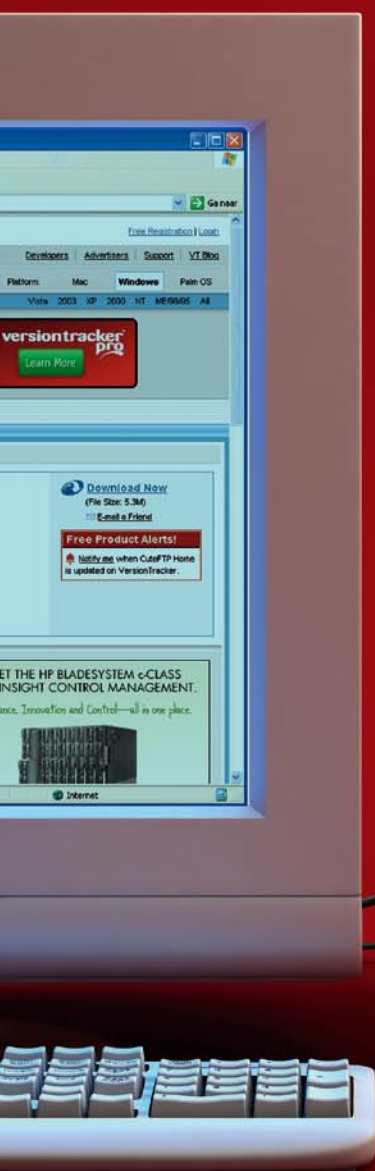 Ga naar
Free Registration | Login
Developers | Advertisers | Support | VT Blog
Platform Mac Windows Palm OS
Vista 2003 XP 2000 NT ME/98/95 All
versiontracker
pro
Learn More
Download Now
(File Size: 5.3M)
E-mail a Friend
Free Product Alerts!
Notify me when CuteFTP Home
is updated on VersionTracker.
ET THE HP BLADESYSTEM c-CLASS
INSIGHT CONTROL MANAGEMENT.
ance, Innovation and Control—all in one place.
Internet